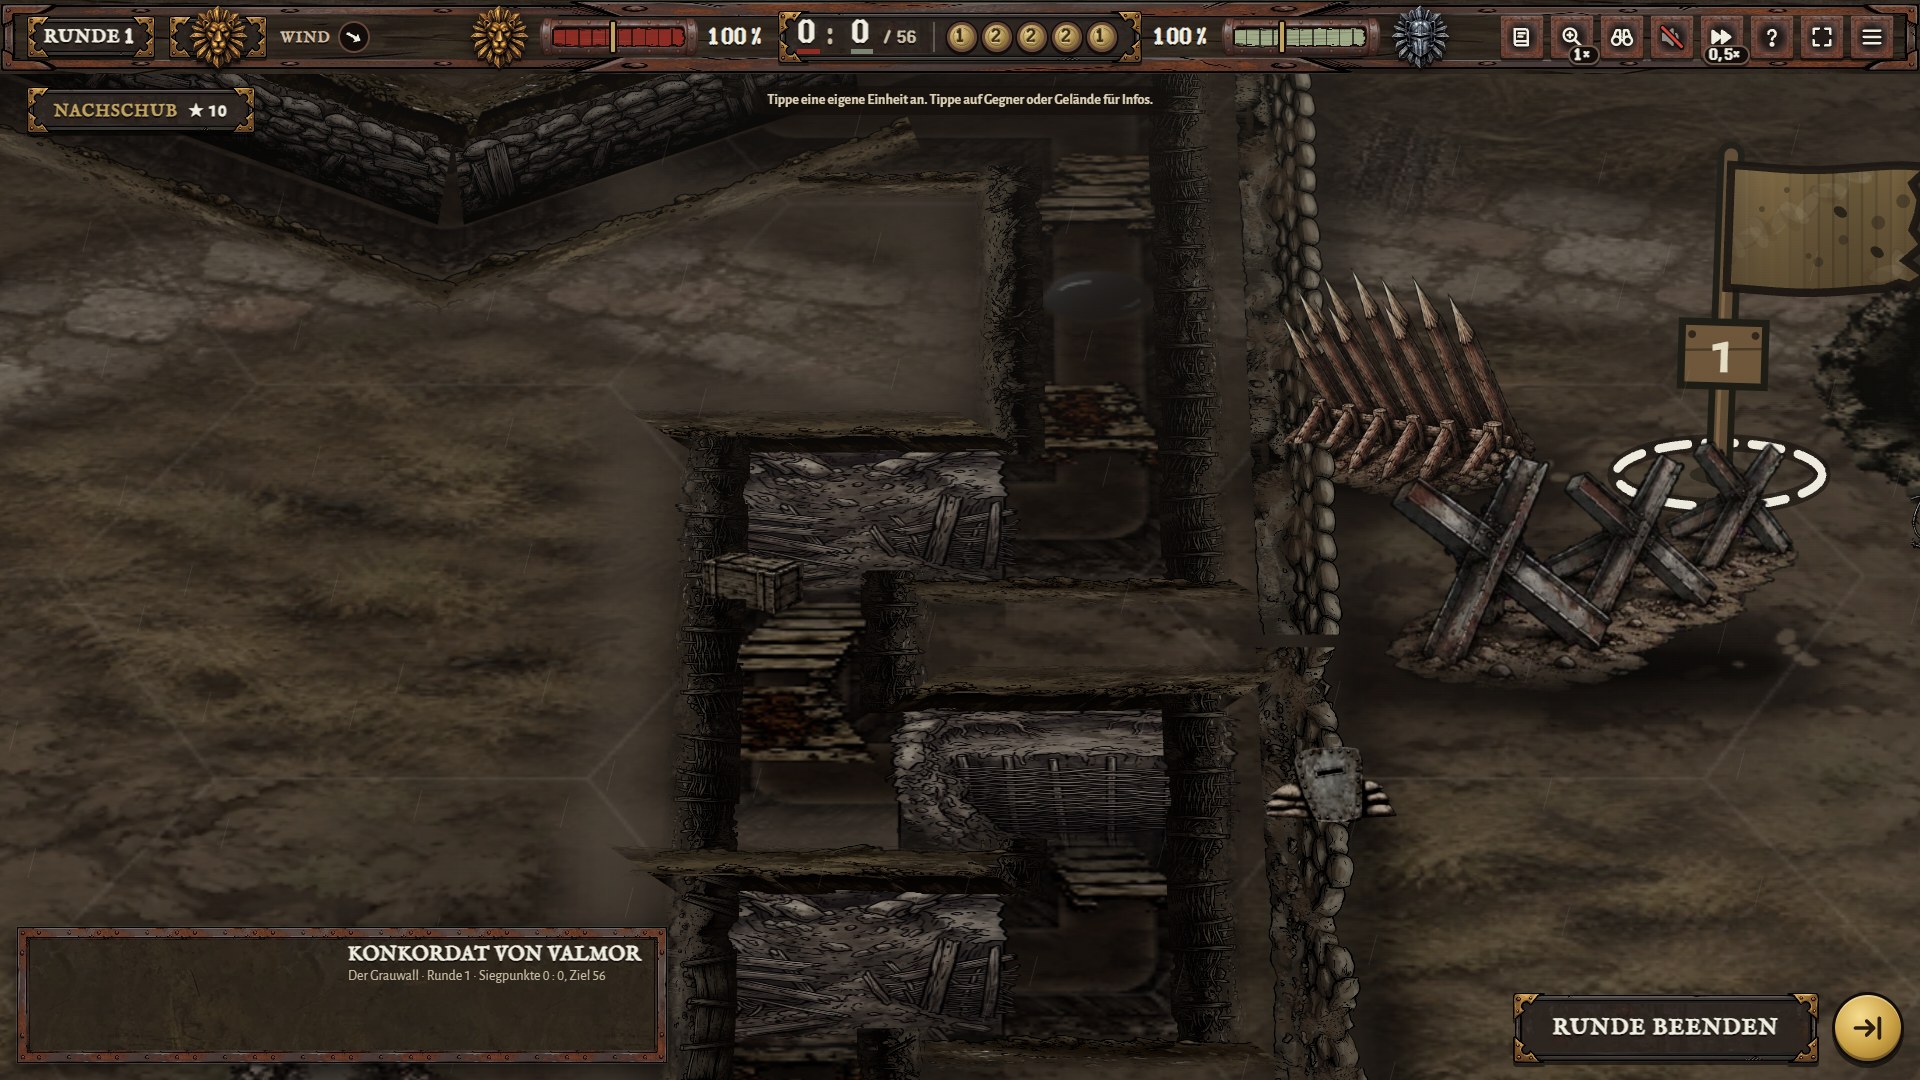 RUNDE 1
WIND
100 %
0 : 0 / 56
1 2 2 2 1
100 %
1×
0,5×
?
NACHSCHUB ★ 10
Tippe eine eigene Einheit an. Tippe auf Gegner oder Gelände für Infos.
1
KONKORDAT VON VALMOR
Der Grauwall · Runde 1 · Siegpunkte 0 : 0, Ziel 56
RUNDE BEENDEN